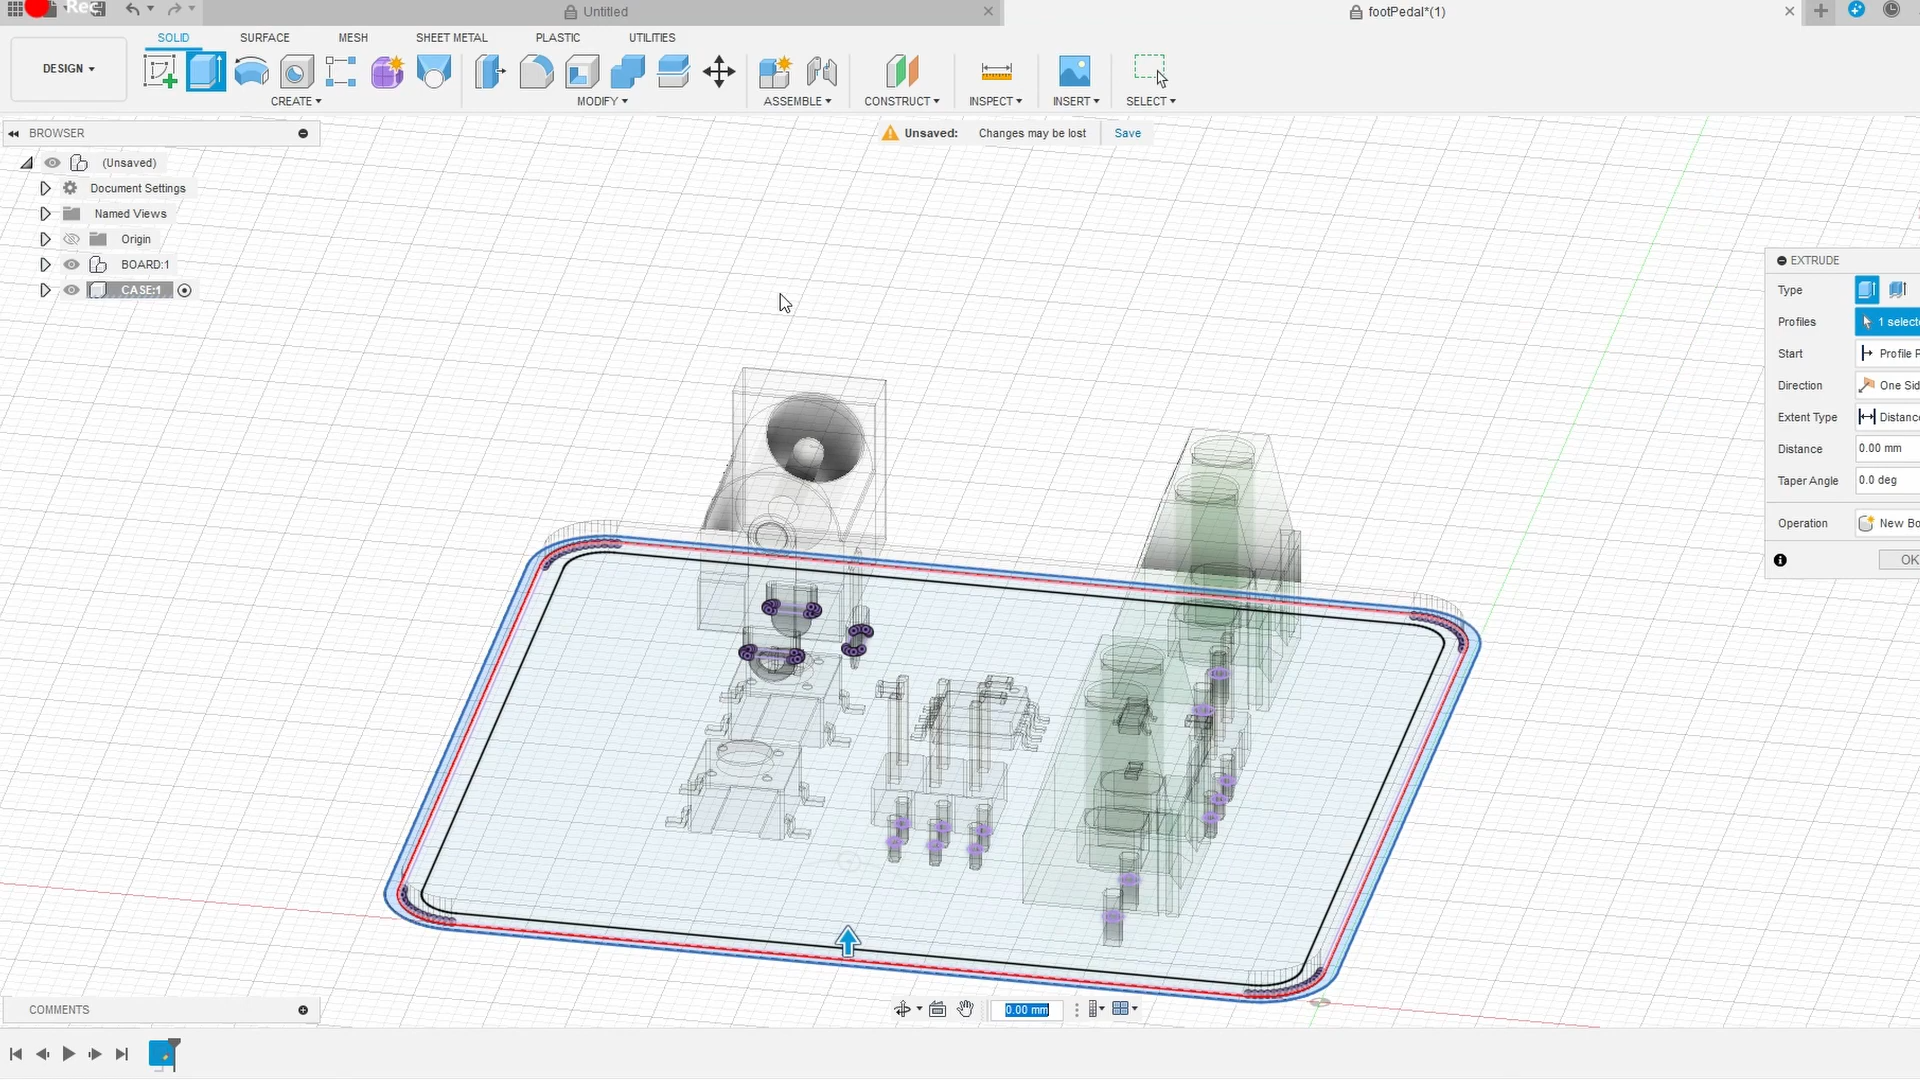 Rec
Untitled
footPedal*(1)
SOLID SURFACE MESH SHEET METAL PLASTIC UTILITIES
DESIGN
CREATE MODIFY ASSEMBLE CONSTRUCT INSPECT INSERT SELECT
BROWSER
Unsaved: Changes may be lost Save
(Unsaved)
Document Settings
Named Views
Origin
BOARD:1
CASE:1
EXTRUDE
Type
Profiles 1 select
Start Profile P
Direction One Sid
Extent Type Distance
Distance 0.00 mm
Taper Angle 0.0 deg
Operation New Bo
OK
COMMENTS
0.00 mm